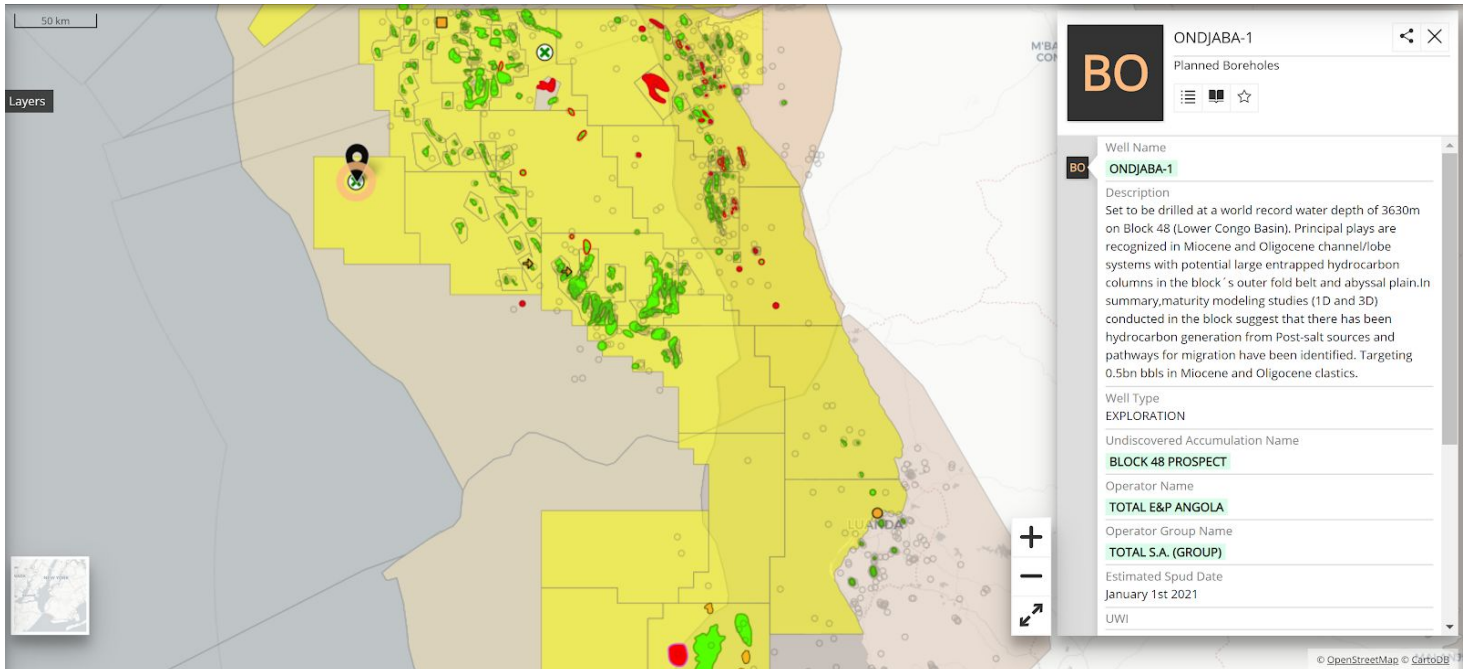 50 km
Layers
M'BA
CON
LUANDA
BO
ONDJABA-1
Planned Boreholes
BO
Well Name
ONDJABA-1
Description
Set to be drilled at a world record water depth of 3630m
on Block 48 (Lower Congo Basin). Principal plays are
recognized in Miocene and Oligocene channel/lobe
systems with potential large entrapped hydrocarbon
columns in the block´s outer fold belt and abyssal plain.In
summary,maturity modeling studies (1D and 3D)
conducted in the block suggest that there has been
hydrocarbon generation from Post-salt sources and
pathways for migration have been identified. Targeting
0.5bn bbls in Miocene and Oligocene clastics.
Well Type
EXPLORATION
Undiscovered Accumulation Name
BLOCK 48 PROSPECT
Operator Name
TOTAL E&P ANGOLA
Operator Group Name
TOTAL S.A. (GROUP)
Estimated Spud Date
January 1st 2021
UWI
© OpenStreetMap © CartoDB